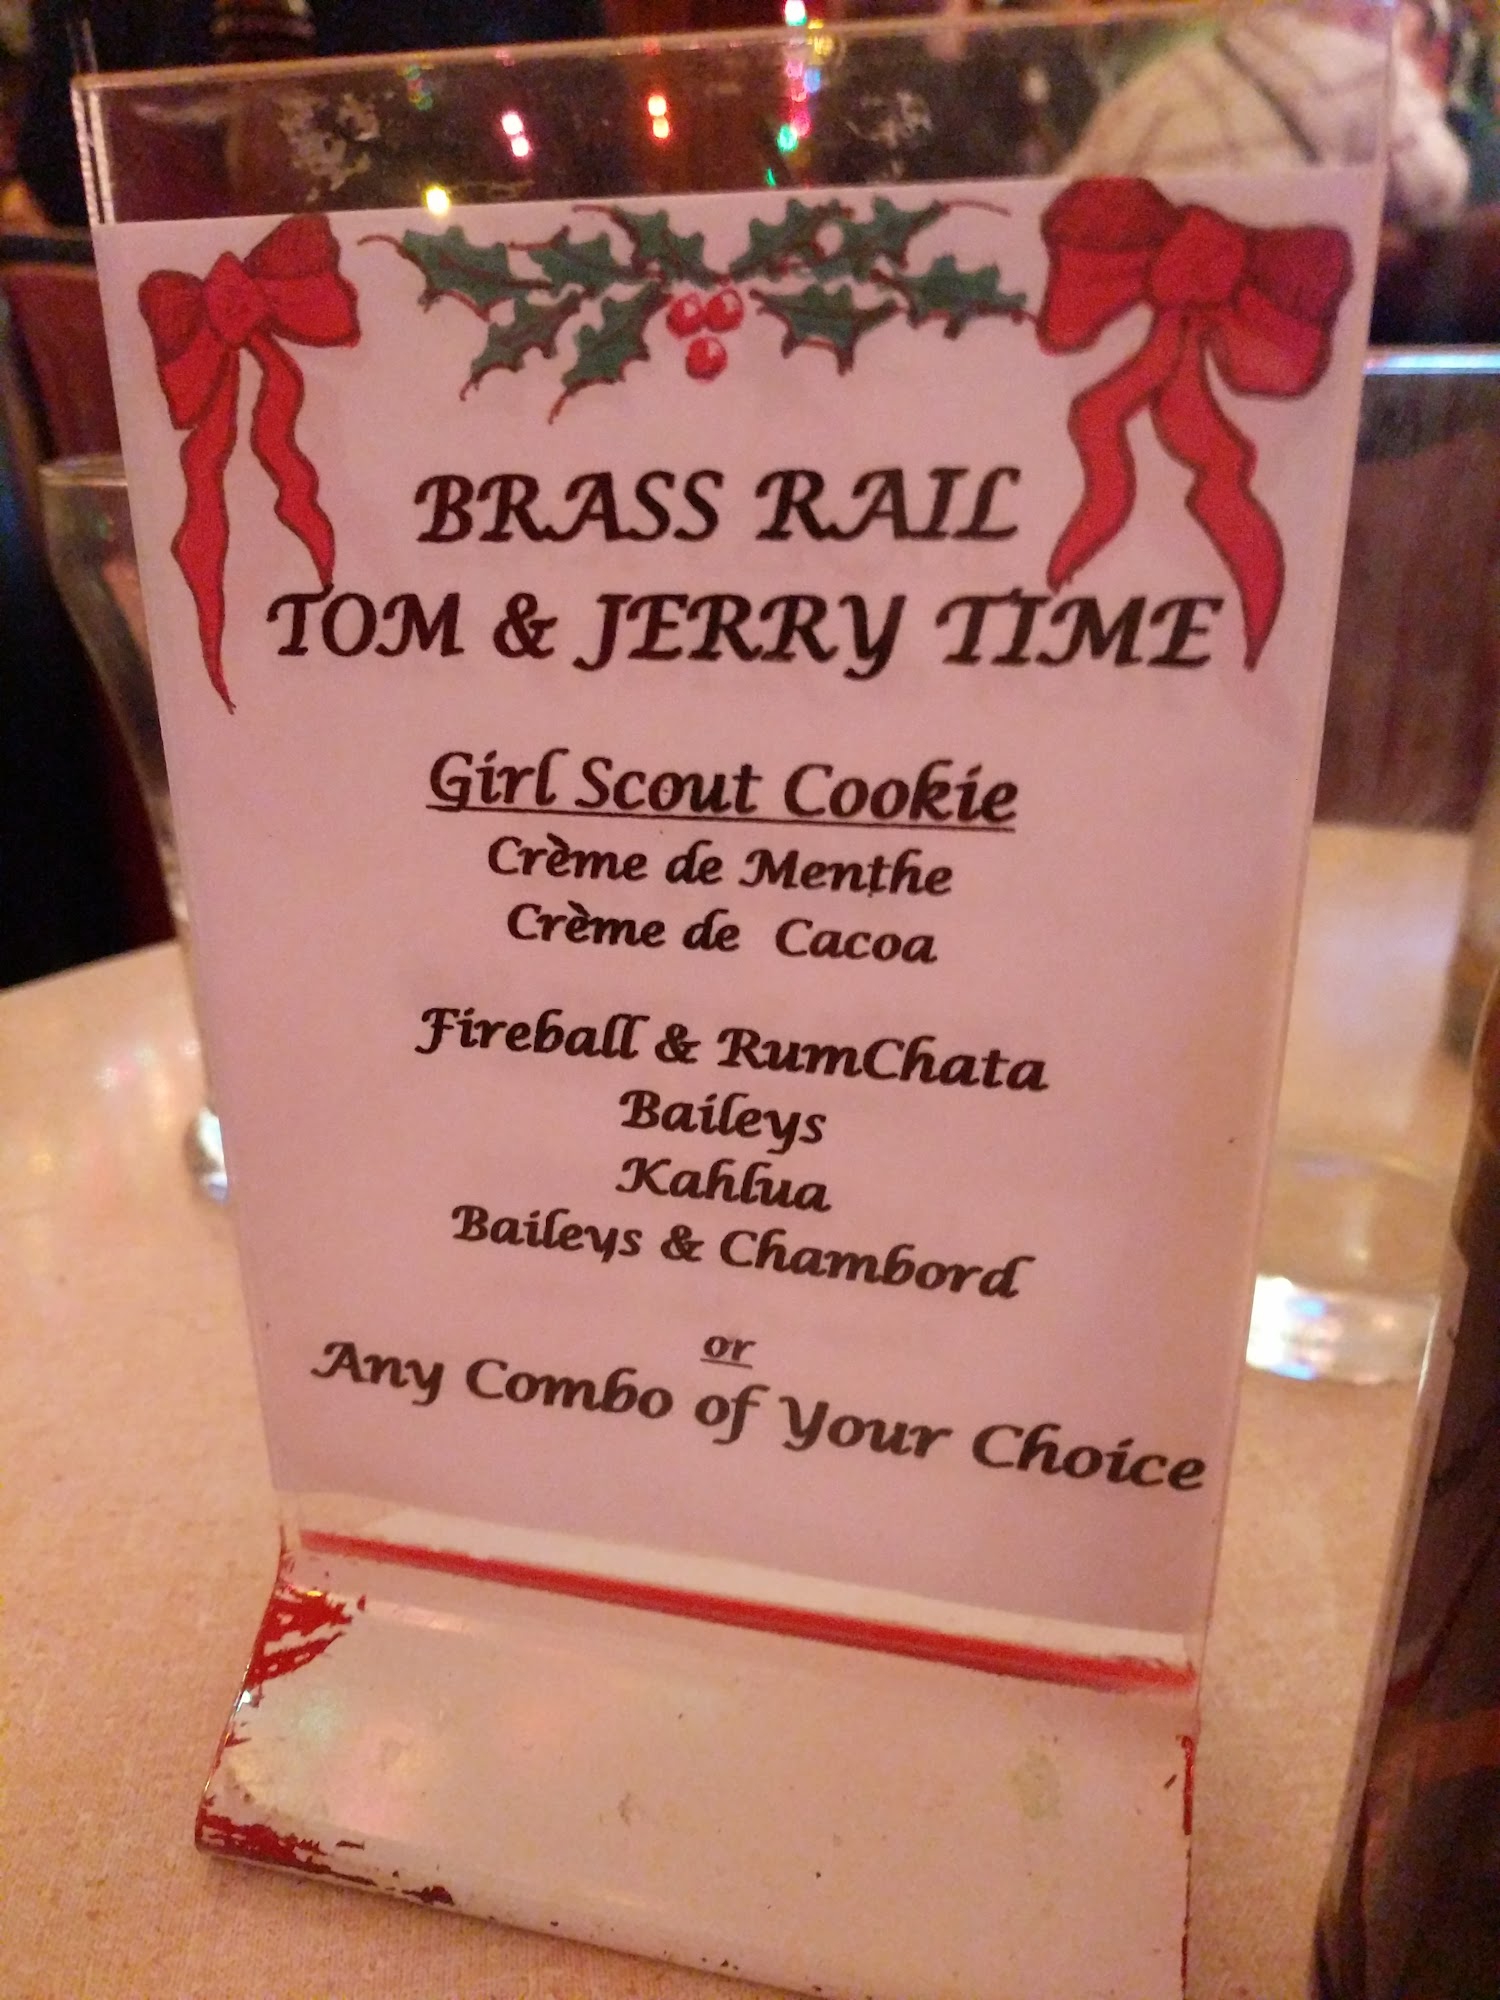 BRASS RAIL
TOM & JERRY TIME
Girl Scout Cookie
Crème de Menthe
Crème de Cacoa
Fireball & RumChata
Baileys
Kahlua
Baileys & Chambord
or
Any Combo of Your Choice